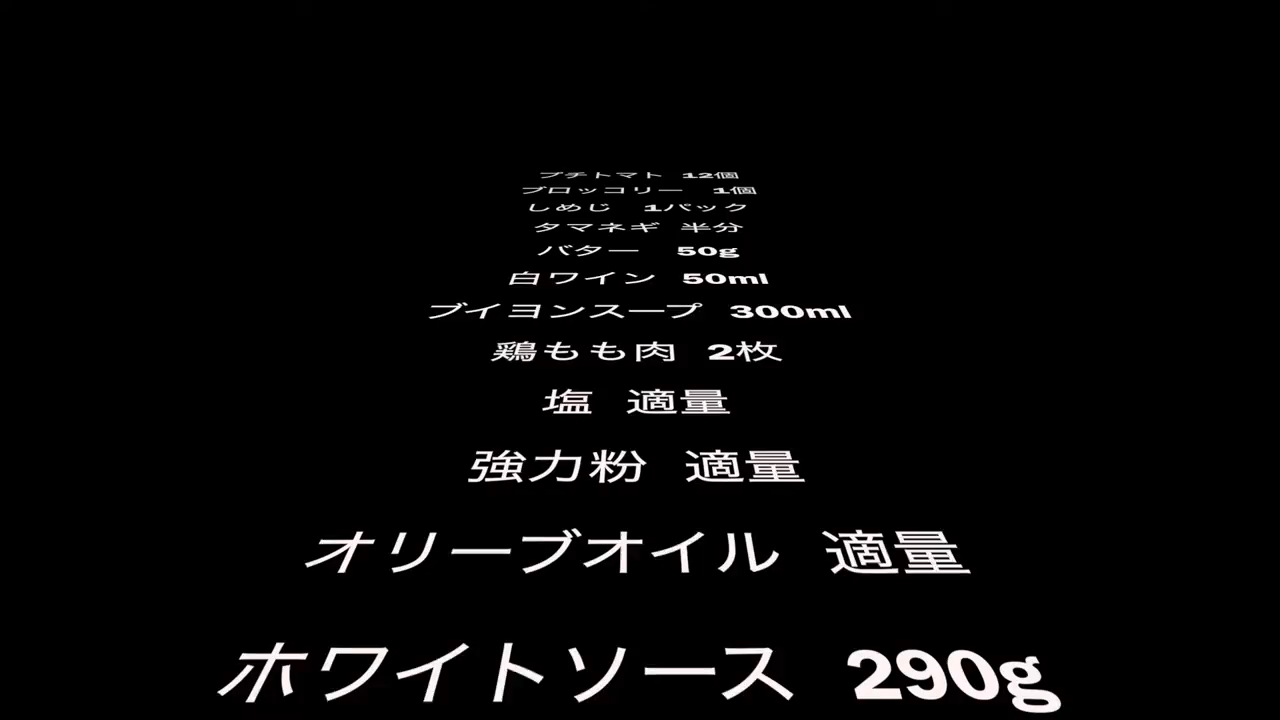 プチトマト 12個
ブロッコリー 1個
しめじ 1パック
タマネギ 半分
バター 50g
白ワイン 50ml
ブイヨンスープ 300ml
鶏もも肉 2枚
塩 適量
強力粉 適量
オリーブオイル 適量
ホワイトソース 290g